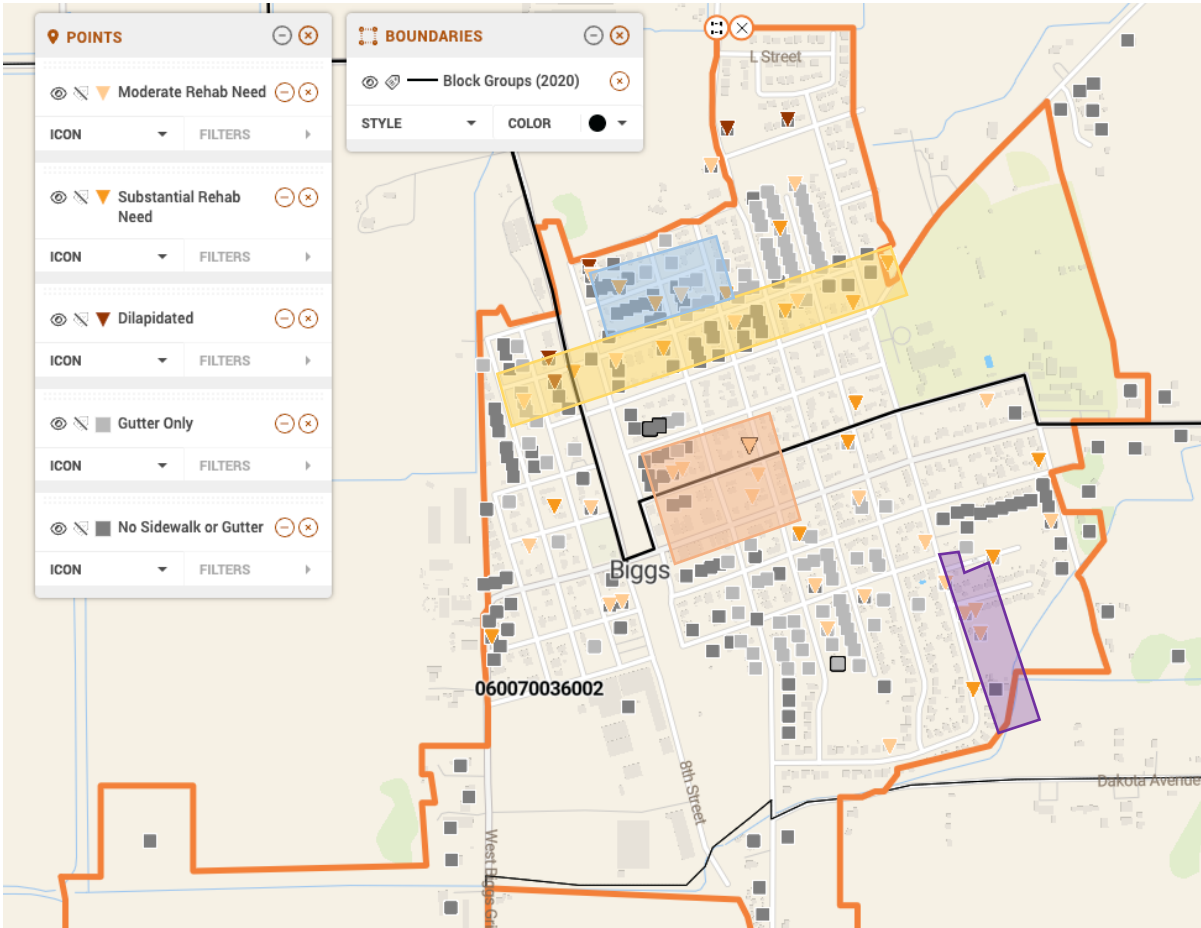 POINTS
Moderate Rehab Need
ICON
FILTERS
Substantial Rehab
Need
ICON
FILTERS
Dilapidated
ICON
FILTERS
Gutter Only
ICON
FILTERS
No Sidewalk or Gutter
ICON
FILTERS
BOUNDARIES
Block Groups (2020)
STYLE
COLOR
L Street
Biggs
060070036002
8th Street
West Biggs Gri
Dakota Avenue